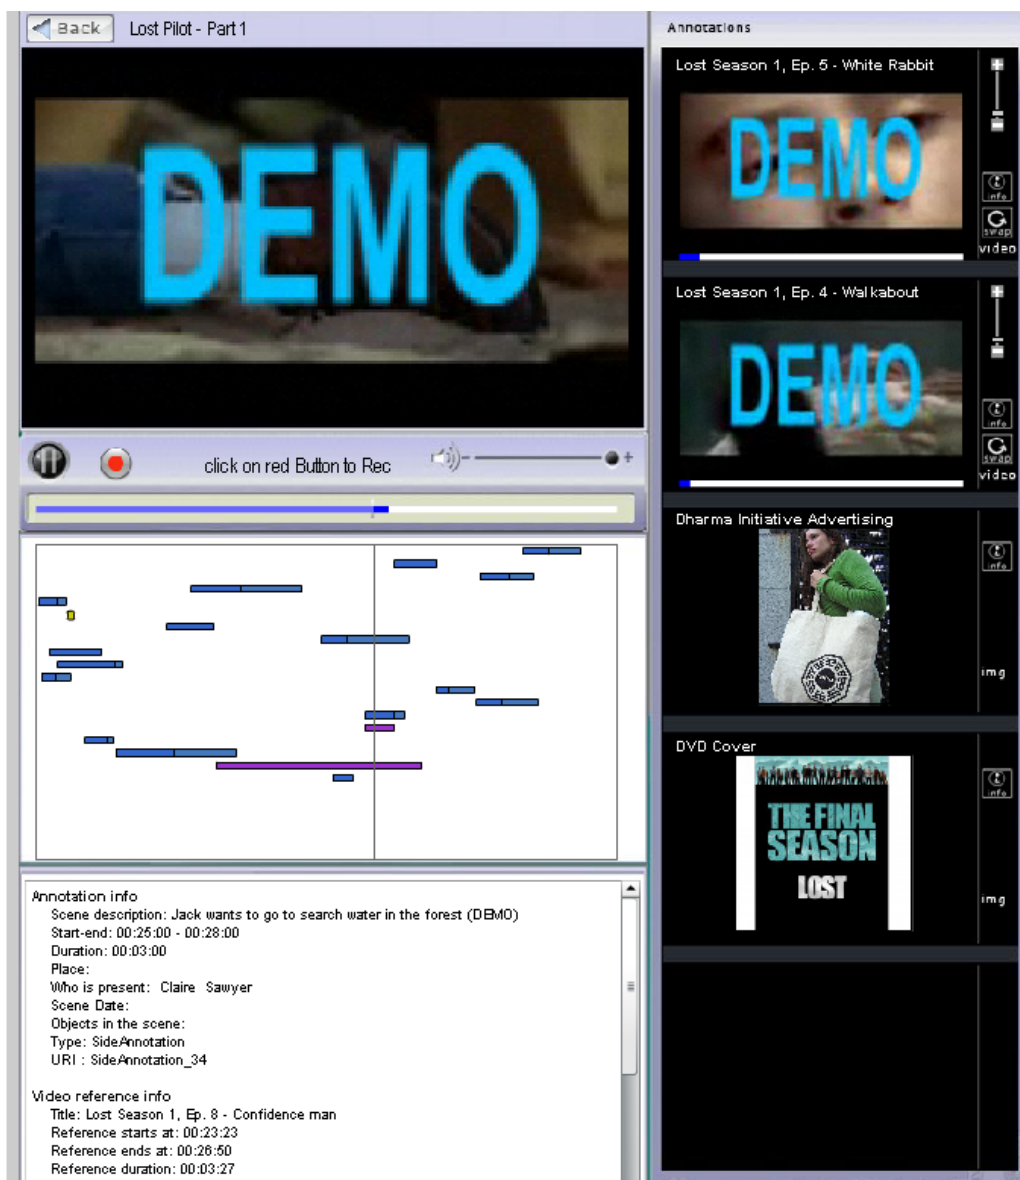 Back
Lost Pilot - Part 1
DEMO
click on red Button to Rec
- +
Annotation info
Scene description: Jack wants to go to search water in the forest (DEMO)
Start-end: 00:25:00 - 00:28:00
Duration: 00:03:00
Place:
Who is present: Claire Sawyer
Scene Date:
Objects in the scene:
Type: SideAnnotation
URI : SideAnnotation_34
Video reference info
Title: Lost Season 1, Ep. 8 - Confidence man
Reference starts at: 00:23:23
Reference ends at: 00:26:50
Reference duration: 00:03:27
Annotations
Lost Season 1, Ep. 5 - White Rabbit
DEMO
info
swap
video
Lost Season 1, Ep. 4 - Walkabout
DEMO
info
swap
video
Dharma Initiative Advertising
info
img
DVD Cover
THE FINAL
SEASON
LOST
info
img